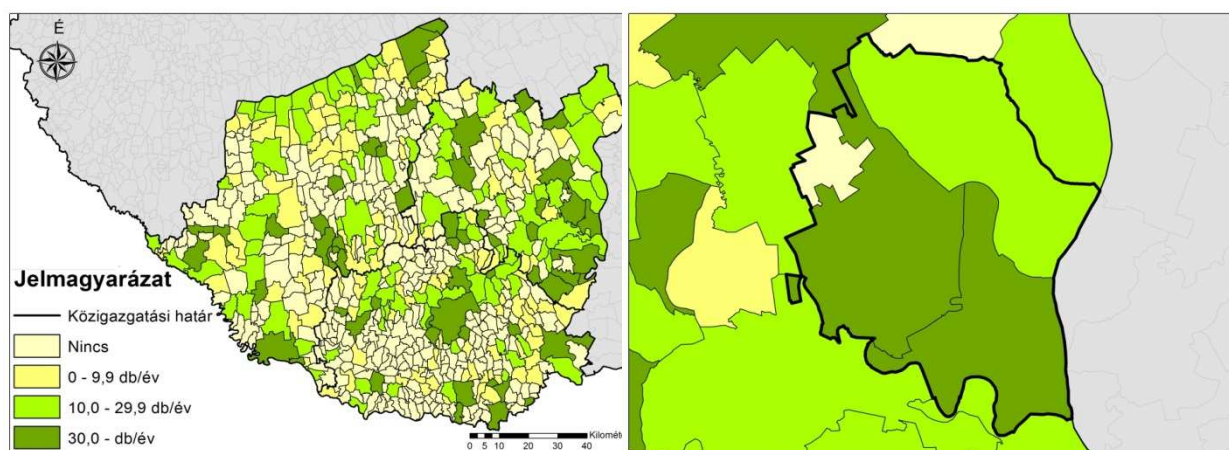 É
Jelmagyarázat
Közigazgatási határ
Nincs
0 - 9,9 db/év
10,0 - 29,9 db/év
30,0 - db/év
Kilométe
0 5 10 20 30 40